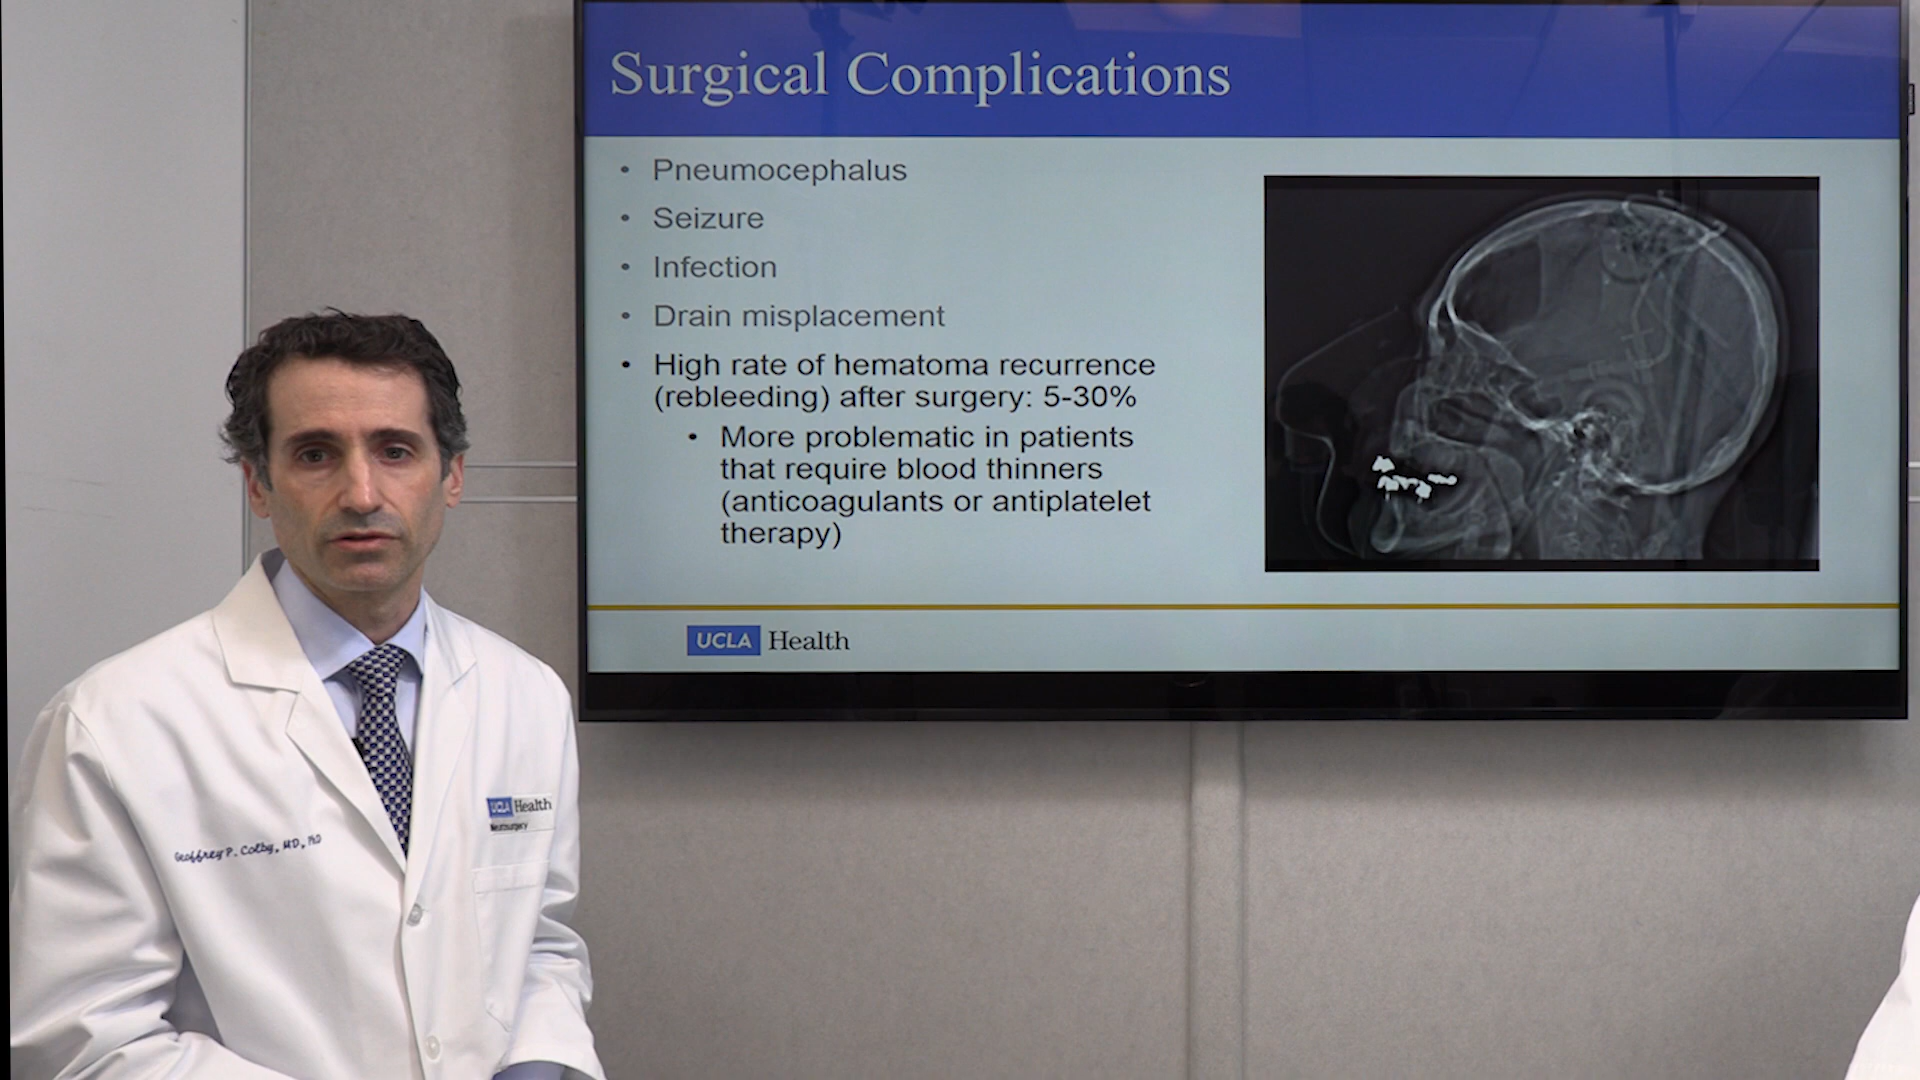 Surgical Complications
• Pneumocephalus
• Seizure
• Infection
• Drain misplacement
• High rate of hematoma recurrence
(rebleeding) after surgery: 5-30%
• More problematic in patients
that require blood thinners
(anticoagulants or antiplatelet
therapy)
UCLA Health
UCLA Health
Neurosurgery
Geoffrey P. Colby, MD, PhD